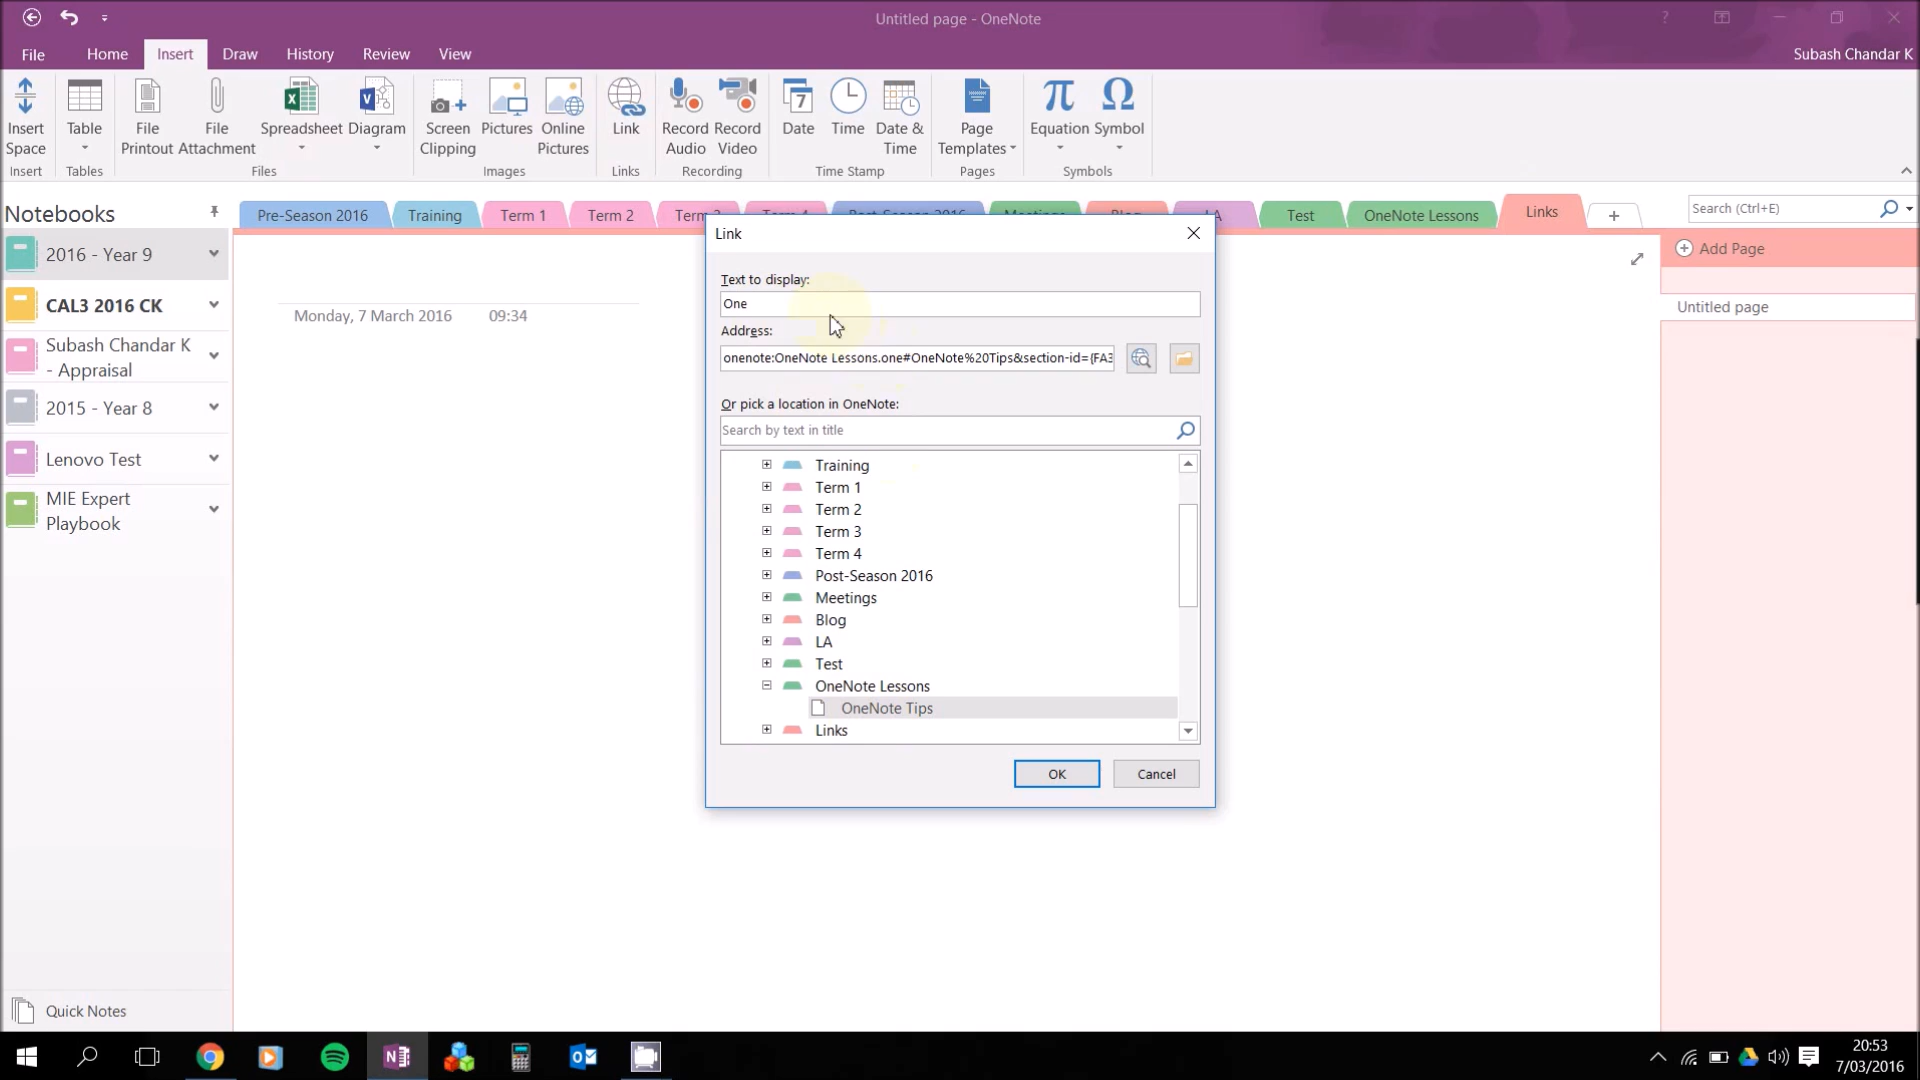 Untitled page - OneNote
File Home Insert Draw History Review View
Subash Chandar K
Insert Space
Table
File Printout
File Attachment
Spreadsheet
Diagram
Screen Clipping
Pictures
Online Pictures
Link
Record Audio
Record Video
Date
Time
Date & Time
Page Templates
Equation
Symbol
Insert Tables Files Images Links Recording Time Stamp Pages Symbols
Notebooks
Pre-Season 2016 Training Term 1 Term 2 Term Post-Season 2016 Meetings Blog LA Test OneNote Lessons Links +
Search (Ctrl+E)
2016 - Year 9
CAL3 2016 CK
Subash Chandar K
- Appraisal
2015 - Year 8
Lenovo Test
MIE Expert
Playbook
Quick Notes
Monday, 7 March 2016 09:34
Link
Text to display:
One
Address:
onenote:OneNote Lessons.one#OneNote%20Tips&section-id={FA3
Or pick a location in OneNote:
Search by text in title
Training
Term 1
Term 2
Term 3
Term 4
Post-Season 2016
Meetings
Blog
LA
Test
OneNote Lessons
OneNote Tips
Links
OK Cancel
Add Page
Untitled page
20:53
7/03/2016